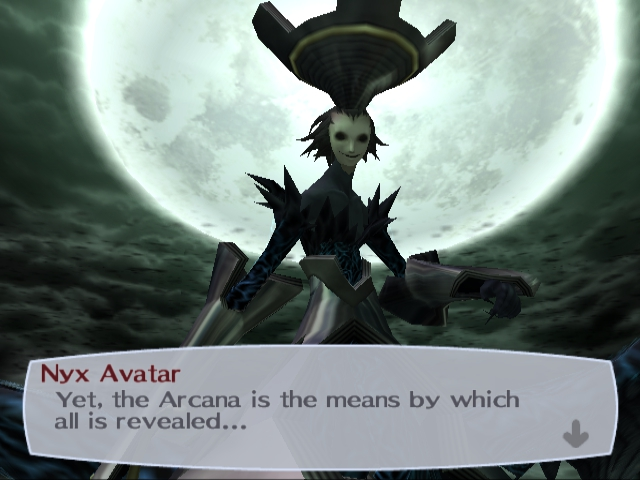 Nyx Avatar
Yet, the Arcana is the means by which
all is revealed...